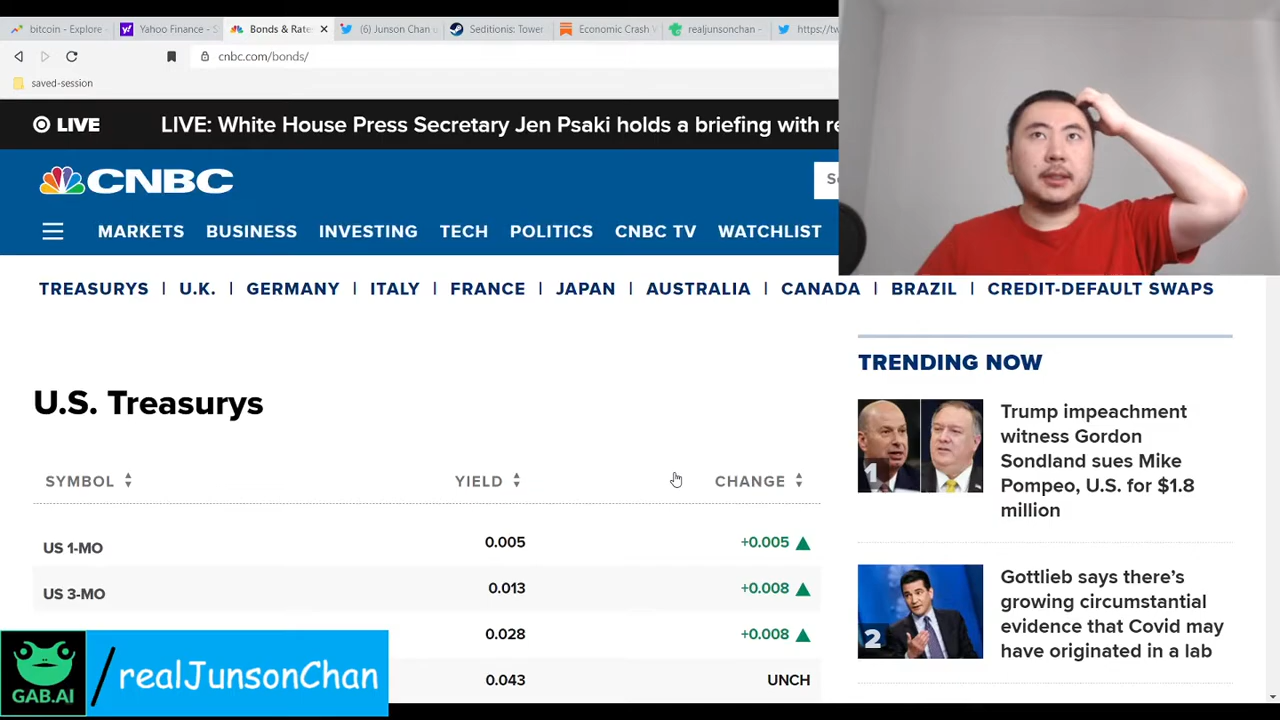 bitcoin - Explore
Yahoo Finance - S
Bonds & Rate
(6) Junson Chan
Seditionis: Tower
Economic Crash
realjunsonchan -
https://tw
cnbc.com/bonds/
saved-session
LIVE
LIVE: White House Press Secretary Jen Psaki holds a briefing with re
CNBC
S
MARKETS
BUSINESS
INVESTING
TECH
POLITICS
CNBC TV
WATCHLIST
TREASURYS | U.K. | GERMANY | ITALY | FRANCE | JAPAN | AUSTRALIA | CANADA | BRAZIL | CREDIT-DEFAULT SWAPS
U.S. Treasurys
SYMBOL YIELD CHANGE
US 1-MO 0.005 +0.005
US 3-MO 0.013 +0.008
0.028 +0.008
0.043 UNCH
TRENDING NOW
1
Trump impeachment
witness Gordon
Sondland sues Mike
Pompeo, U.S. for $1.8
million
2
Gottlieb says there's
growing circumstantial
evidence that Covid may
have originated in a lab
GAB.AI
/realJunsonChan